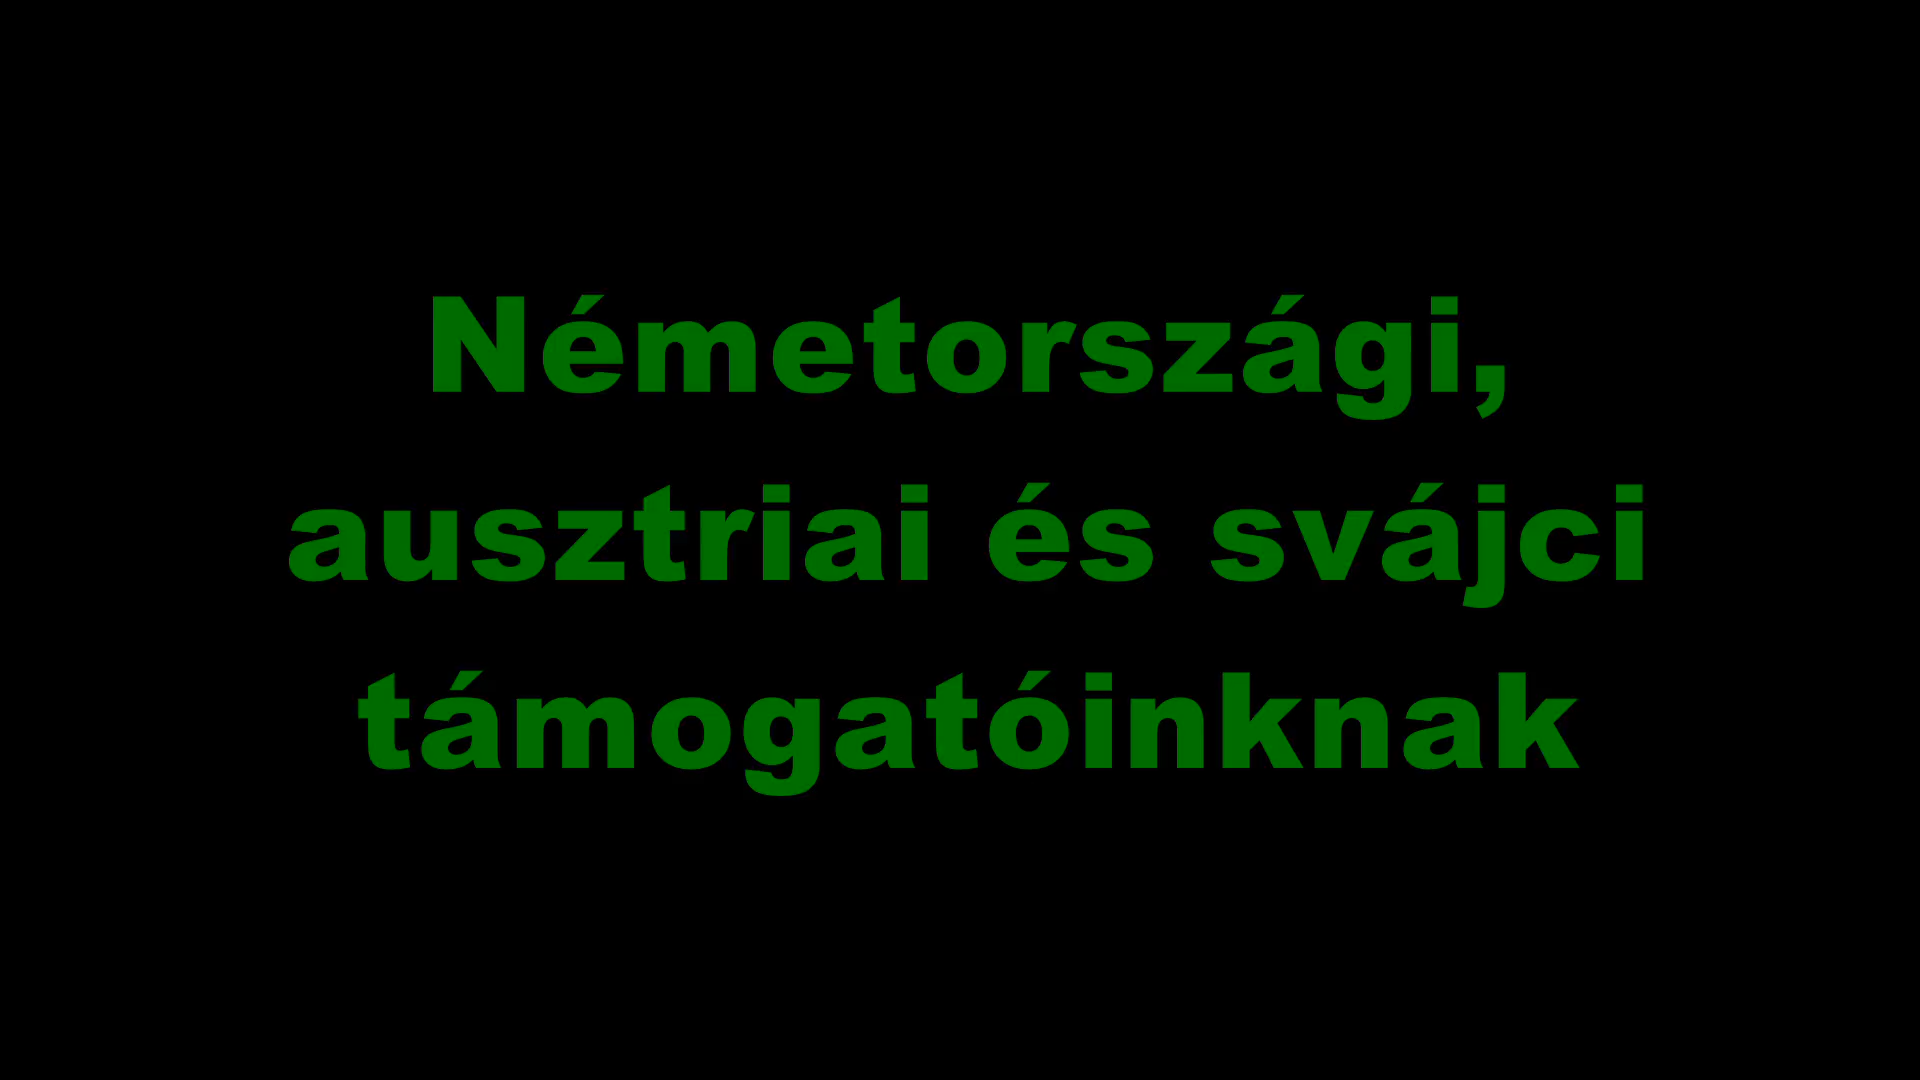 Németországi,
ausztriai és svájci
támogatóinknak